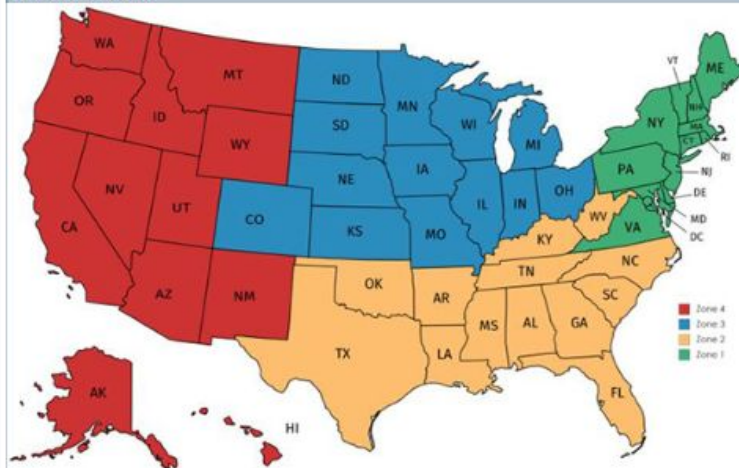 WA
MT
ND
MN
VT
ME
OR
ID
SD
WI
MI
NY
NH
MA
CT
RI
WY
NE
IA
PA
NJ
NV
UT
CO
IL
IN
OH
DE
MD
DC
CA
KS
MO
KY
WV
VA
AZ
NM
OK
AR
TN
NC
SC
TX
LA
MS
AL
GA
FL
AK
HI
Zone 4
Zone 3
Zone 2
Zone 1